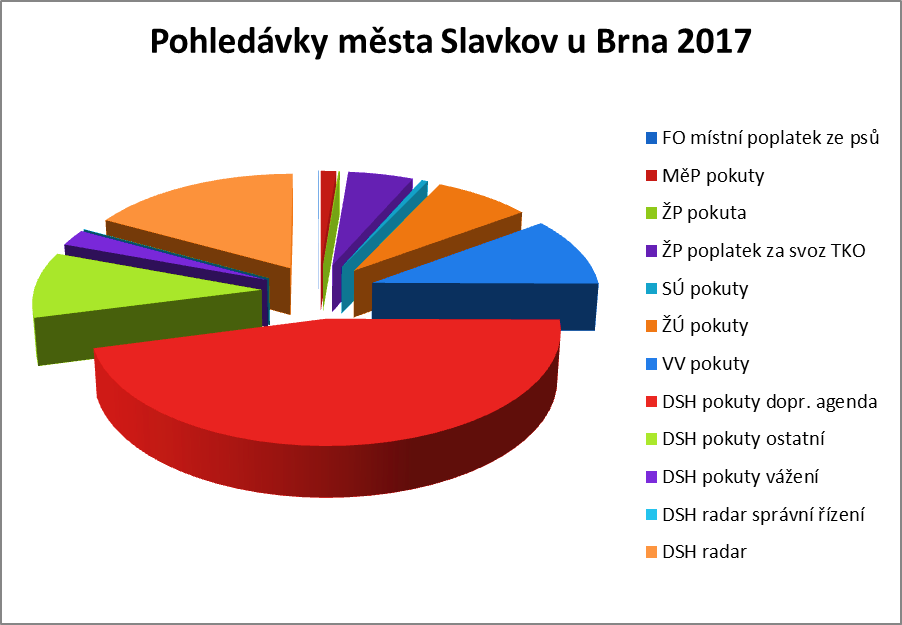 Pohledávky města Slavkov u Brna 2017
FO místní poplatek ze psů
MěP pokuty
ŽP pokuta
ŽP poplatek za svoz TKO
SÚ pokuty
ŽÚ pokuty
VV pokuty
DSH pokuty dopr. agenda
DSH pokuty ostatní
DSH pokuty vážení
DSH radar správní řízení
DSH radar